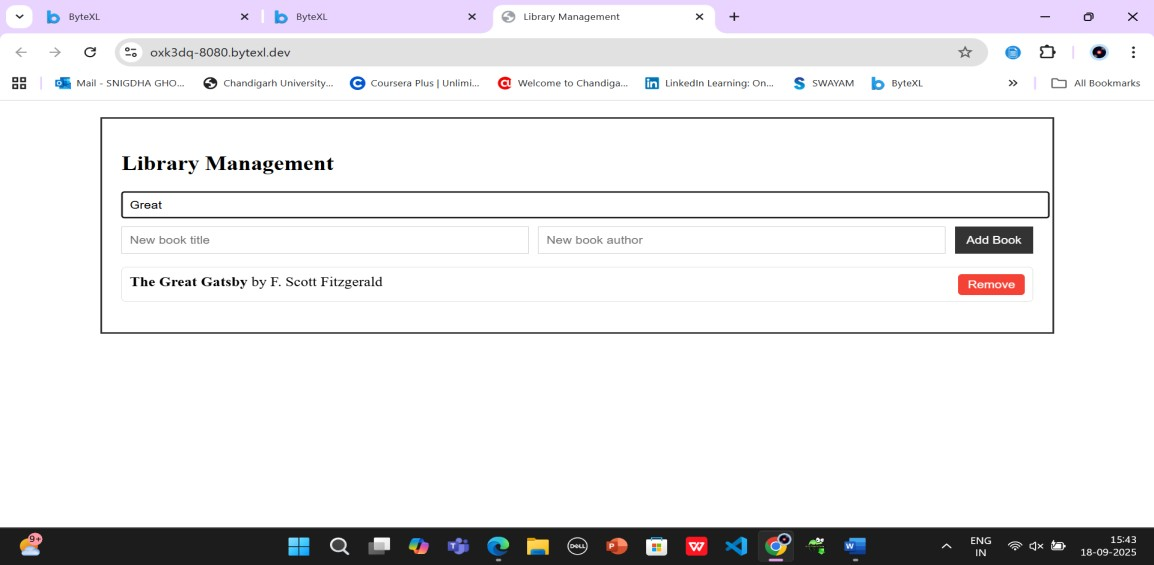 ByteXL
ByteXL
Library Management
oxk3dq-8080.bytexl.dev
Mail - SNIGDHA GHO...
Chandigarh University...
Coursera Plus | Unlimi...
Welcome to Chandiga...
LinkedIn Learning: On...
SWAYAM
ByteXL
All Bookmarks
Library Management
Great
New book title
New book author
Add Book
The Great Gatsby by F. Scott Fitzgerald
Remove
9+
DELL
ENG
IN
15:43
18-09-2025